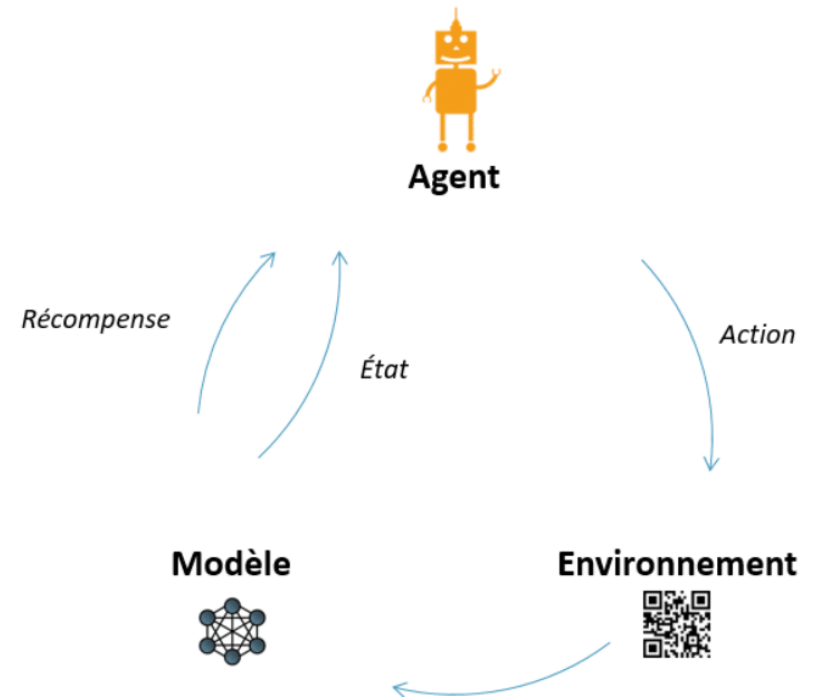 Agent
Récompense
Action
État
Modèle
Environnement